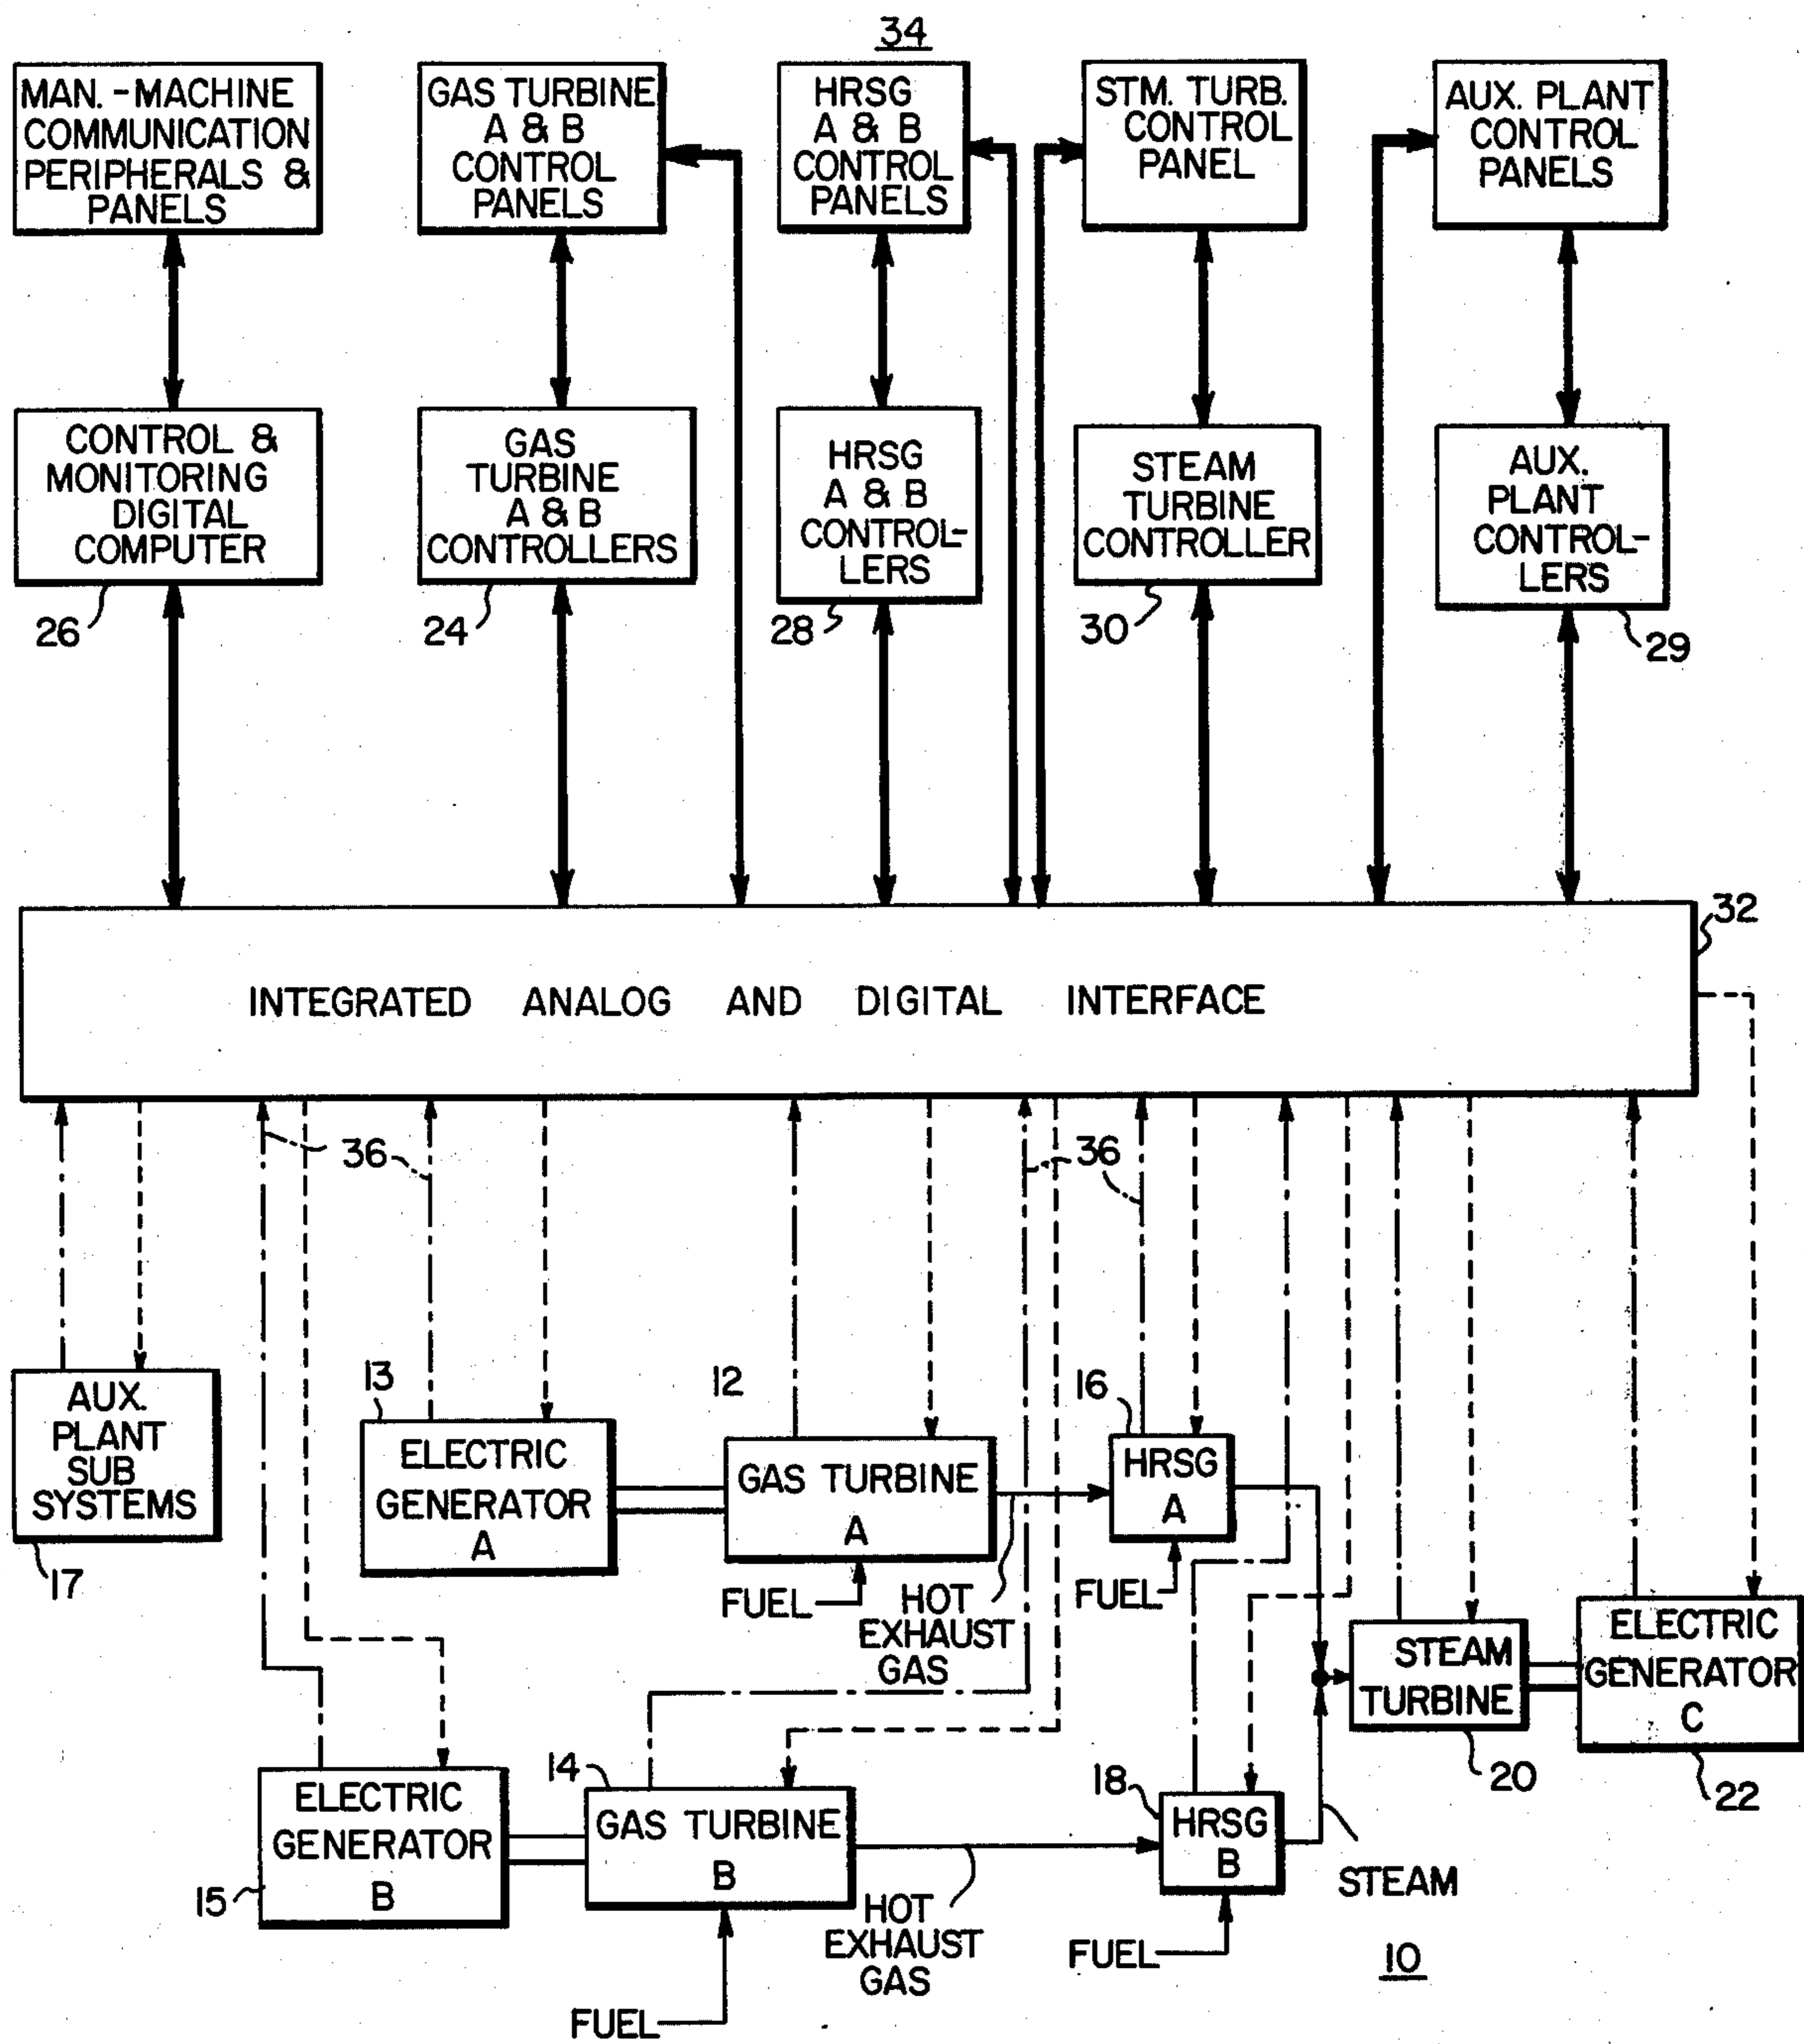 34
MAN.-MACHINE
COMMUNICATION
PERIPHERALS &
PANELS
GAS TURBINE
A & B
CONTROL
PANELS
HRSG
A & B
CONTROL
PANELS
STM. TURB.
CONTROL
PANEL
AUX. PLANT
CONTROL
PANELS
CONTROL &
MONITORING
DIGITAL
COMPUTER
26
GAS
TURBINE
A & B
CONTROLLERS
24
HRSG
A & B
CONTROL-
LERS
28
STEAM
TURBINE
CONTROLLER
30
AUX.
PLANT
CONTROL-
LERS
29
32
INTEGRATED ANALOG AND DIGITAL INTERFACE
36
36
AUX.
PLANT
SUB
SYSTEMS
17
13
ELECTRIC
GENERATOR
A
12
GAS TURBINE
A
FUEL
HOT
EXHAUST
GAS
16
HRSG
A
FUEL
STEAM
TURBINE
20
ELECTRIC
GENERATOR
C
22
ELECTRIC
GENERATOR
B
15
14
GAS TURBINE
B
FUEL
HOT
EXHAUST
GAS
18
HRSG
B
FUEL
STEAM
10